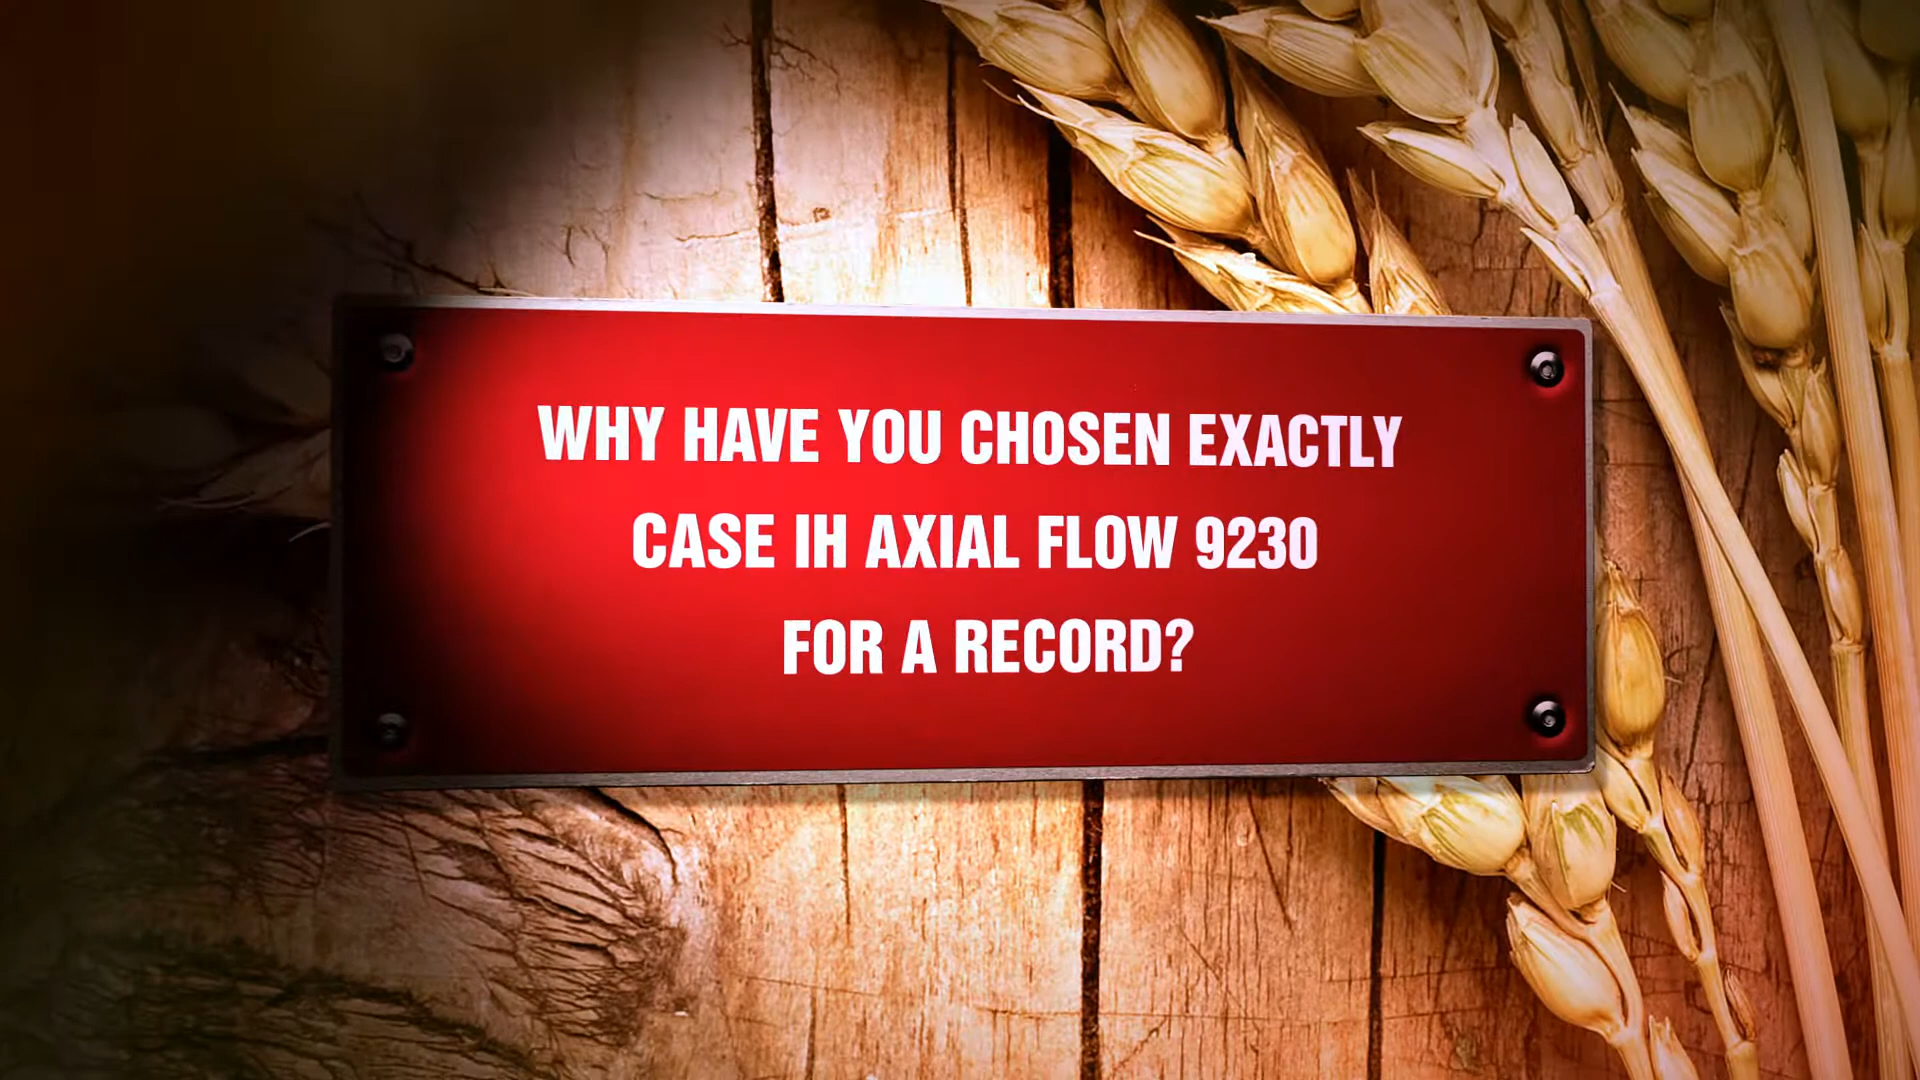 WHY HAVE YOU CHOSEN EXACTLY
CASE IH AXIAL FLOW 9230
FOR A RECORD?